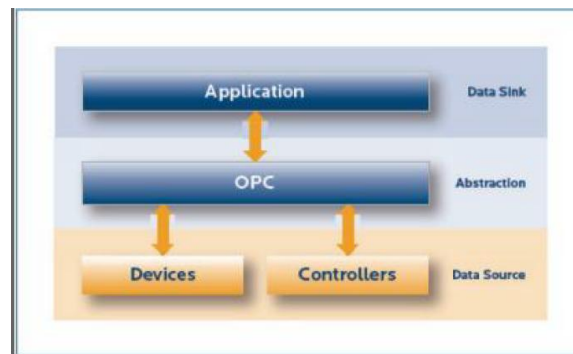 Application
Data Sink
OPC
Abstraction
Devices
Controllers
Data Source